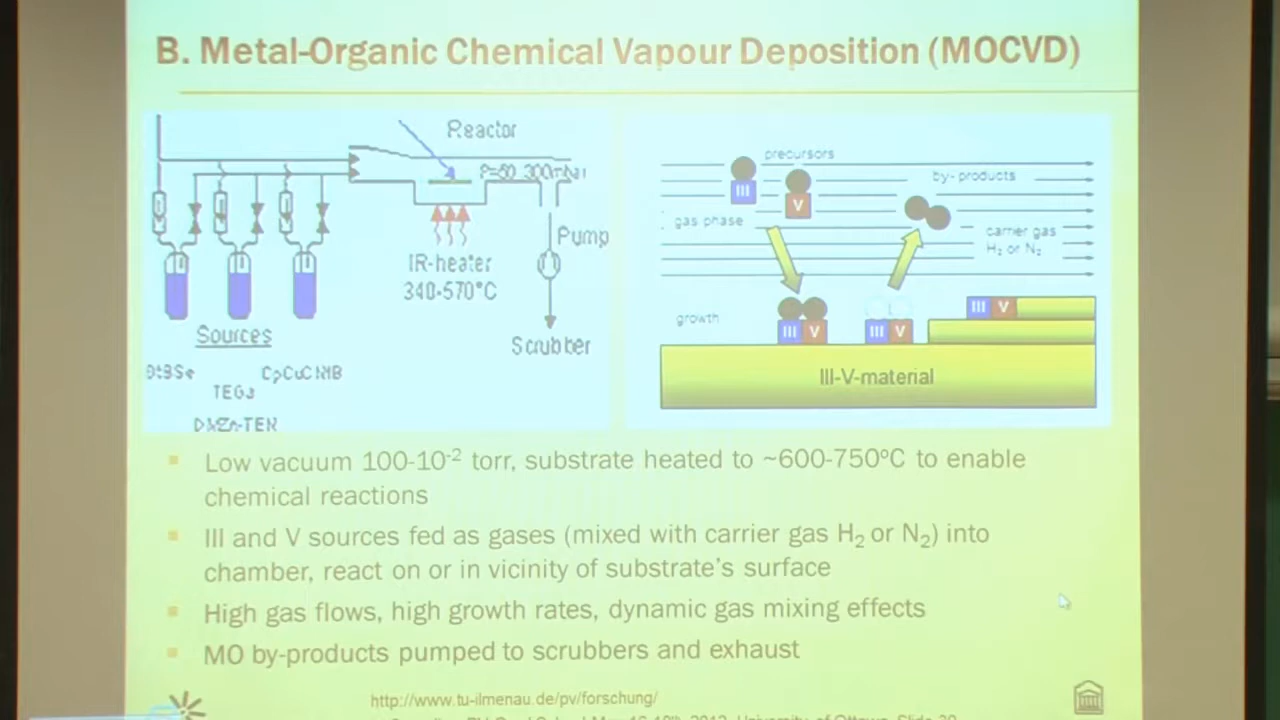 B. Metal-Organic Chemical Vapour Deposition (MOCVD)
Reactor
IR-heater
340-570°C
Pump
Scrubber
Sources
TEGa
precursors
III
V
by-products
gas phase
carrier gas
H₂ or N₂
growth
III V
III V
III V
III-V-material
Low vacuum 100-10⁻² torr, substrate heated to ~600-750ºC to enable
chemical reactions
III and V sources fed as gases (mixed with carrier gas H₂ or N₂) into
chamber, react on or in vicinity of substrate's surface
High gas flows, high growth rates, dynamic gas mixing effects
MO by-products pumped to scrubbers and exhaust
http://www.tu-ilmenau.de/pv/forschung/